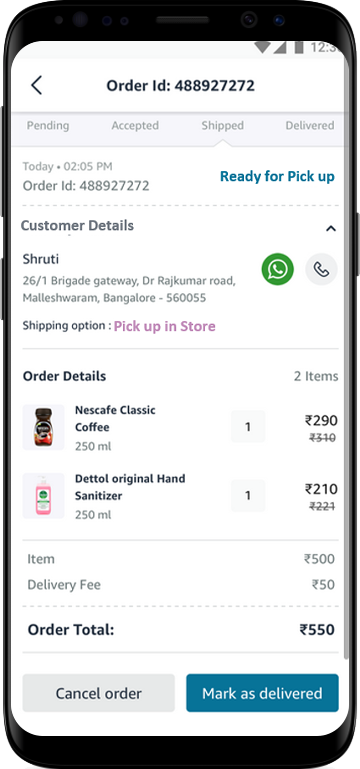 Order Id: 488927272
Pending Accepted Shipped Delivered
Today • 02:05 PM
Order Id: 488927272
Ready for Pick up
Customer Details
Shruti
26/1 Brigade gateway, Dr Rajkumar road,
Malleshwaram, Bangalore - 560055
Shipping option : Pick up in Store
Order Details 2 Items
Nescafe Classic
Coffee
250 ml
1
₹290
₹310
Dettol original Hand
Sanitizer
250 ml
1
₹210
₹221
Item ₹500
Delivery Fee ₹50
Order Total: ₹550
Cancel order Mark as delivered